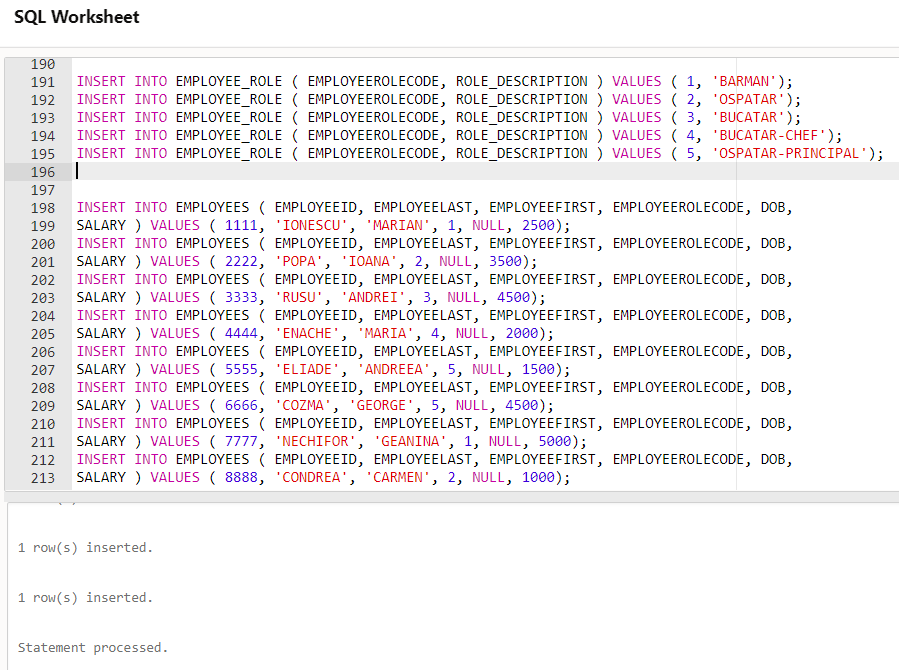 SQL Worksheet
190
191 INSERT INTO EMPLOYEE_ROLE ( EMPLOYEEROLECODE, ROLE_DESCRIPTION ) VALUES ( 1, 'BARMAN');
192 INSERT INTO EMPLOYEE_ROLE ( EMPLOYEEROLECODE, ROLE_DESCRIPTION ) VALUES ( 2, 'OSPATAR');
193 INSERT INTO EMPLOYEE_ROLE ( EMPLOYEEROLECODE, ROLE_DESCRIPTION ) VALUES ( 3, 'BUCATAR');
194 INSERT INTO EMPLOYEE_ROLE ( EMPLOYEEROLECODE, ROLE_DESCRIPTION ) VALUES ( 4, 'BUCATAR-CHEF');
195 INSERT INTO EMPLOYEE_ROLE ( EMPLOYEEROLECODE, ROLE_DESCRIPTION ) VALUES ( 5, 'OSPATAR-PRINCIPAL');
196
197
198 INSERT INTO EMPLOYEES ( EMPLOYEEID, EMPLOYEELAST, EMPLOYEEFIRST, EMPLOYEEROLECODE, DOB,
199 SALARY ) VALUES ( 1111, 'IONESCU', 'MARIAN', 1, NULL, 2500);
200 INSERT INTO EMPLOYEES ( EMPLOYEEID, EMPLOYEELAST, EMPLOYEEFIRST, EMPLOYEEROLECODE, DOB,
201 SALARY ) VALUES ( 2222, 'POPA', 'IOANA', 2, NULL, 3500);
202 INSERT INTO EMPLOYEES ( EMPLOYEEID, EMPLOYEELAST, EMPLOYEEFIRST, EMPLOYEEROLECODE, DOB,
203 SALARY ) VALUES ( 3333, 'RUSU', 'ANDREI', 3, NULL, 4500);
204 INSERT INTO EMPLOYEES ( EMPLOYEEID, EMPLOYEELAST, EMPLOYEEFIRST, EMPLOYEEROLECODE, DOB,
205 SALARY ) VALUES ( 4444, 'ENACHE', 'MARIA', 4, NULL, 2000);
206 INSERT INTO EMPLOYEES ( EMPLOYEEID, EMPLOYEELAST, EMPLOYEEFIRST, EMPLOYEEROLECODE, DOB,
207 SALARY ) VALUES ( 5555, 'ELIADE', 'ANDREEA', 5, NULL, 1500);
208 INSERT INTO EMPLOYEES ( EMPLOYEEID, EMPLOYEELAST, EMPLOYEEFIRST, EMPLOYEEROLECODE, DOB,
209 SALARY ) VALUES ( 6666, 'COZMA', 'GEORGE', 5, NULL, 4500);
210 INSERT INTO EMPLOYEES ( EMPLOYEEID, EMPLOYEELAST, EMPLOYEEFIRST, EMPLOYEEROLECODE, DOB,
211 SALARY ) VALUES ( 7777, 'NECHIFOR', 'GEANINA', 1, NULL, 5000);
212 INSERT INTO EMPLOYEES ( EMPLOYEEID, EMPLOYEELAST, EMPLOYEEFIRST, EMPLOYEEROLECODE, DOB,
213 SALARY ) VALUES ( 8888, 'CONDREA', 'CARMEN', 2, NULL, 1000);
1 row(s) inserted.
1 row(s) inserted.
Statement processed.